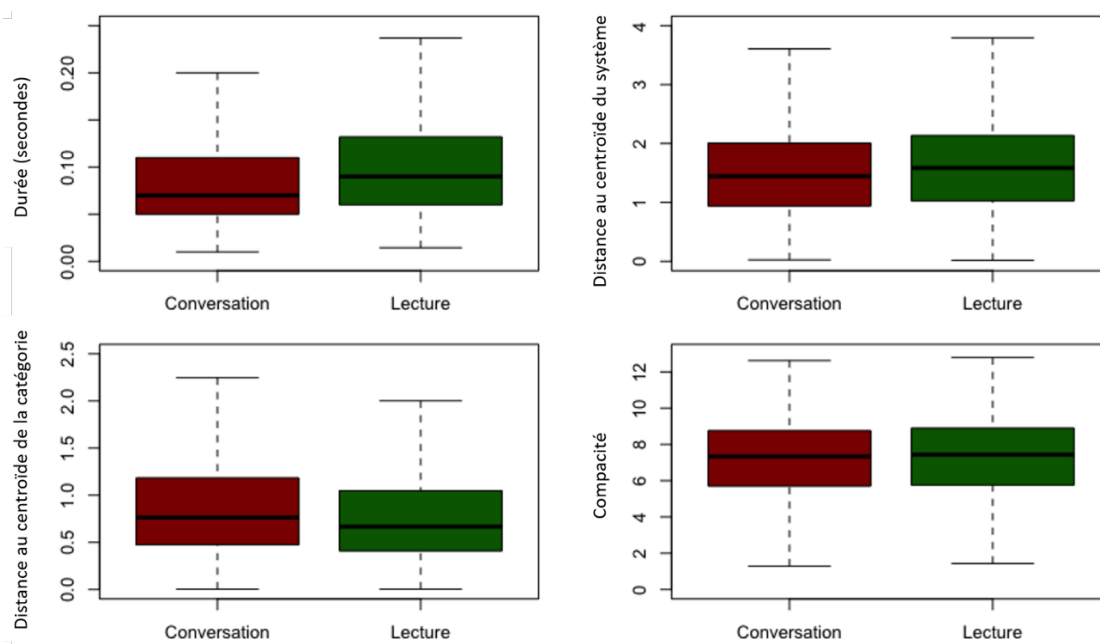 Durée (secondes)
0.00
0.10
0.20
Conversation
Lecture
Distance au centroïde du système
0
1
2
3
4
Conversation
Lecture
Distance au centroïde de la catégorie
0.0
0.5
1.0
1.5
2.0
2.5
Conversation
Lecture
Compacité
0
2
4
6
8
10
12
Conversation
Lecture